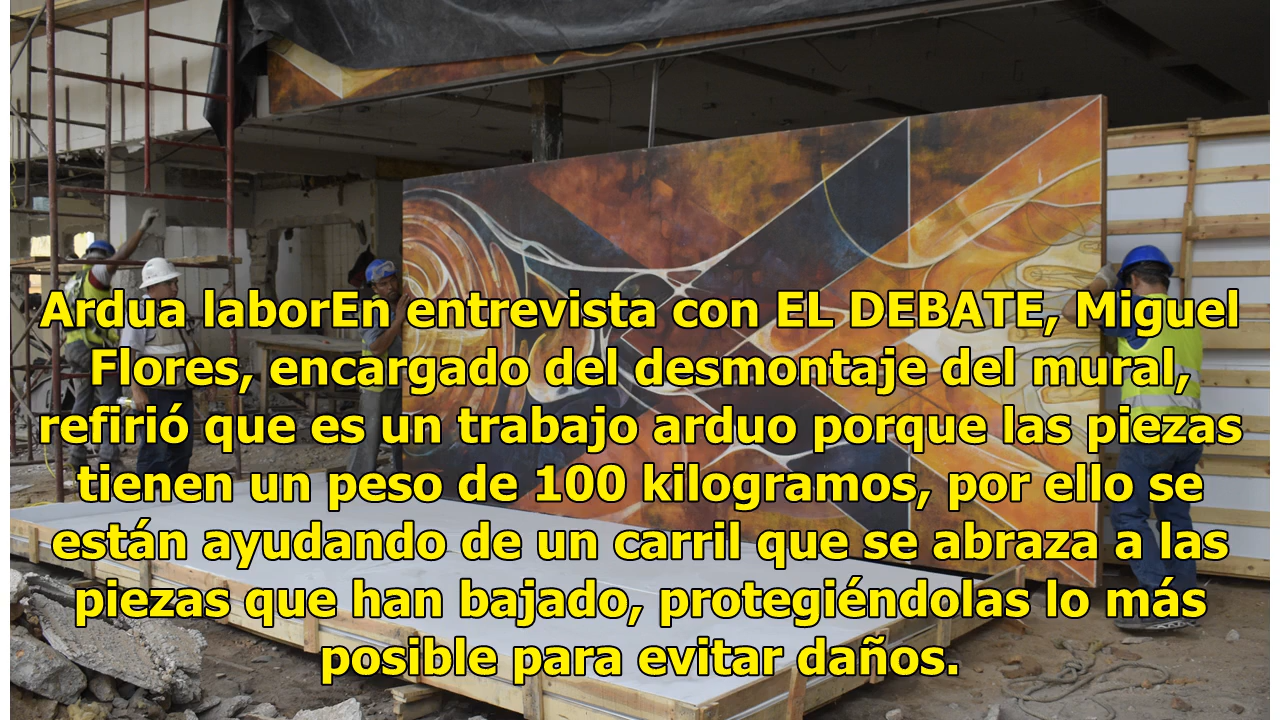 Ardua laborEn entrevista con EL DEBATE, Miguel
Flores, encargado del desmontaje del mural,
refirió que es un trabajo arduo porque las piezas
tienen un peso de 100 kilogramos, por ello se
están ayudando de un carril que se abraza a las
piezas que han bajado, protegiéndolas lo más
posible para evitar daños.